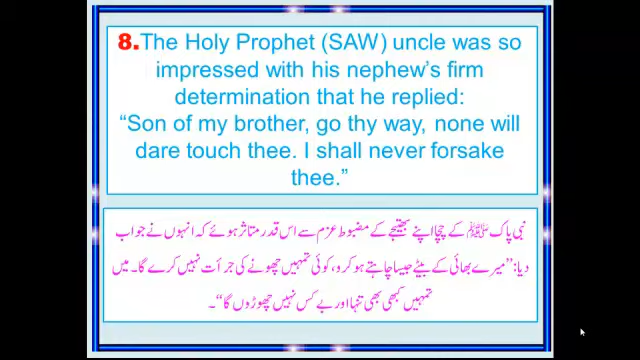 8.The Holy Prophet (SAW) uncle was so
impressed with his nephew's firm
determination that he replied:
“Son of my brother, go thy way, none will
dare touch thee. I shall never forsake
thee.”
نبی پاک ﷺ کے چچا اپنے بھتیجے کے مضبوط عزم سے اس قدر متاثر ہوئے کہ انہوں نے جواب
دیا: ”میرے بھائی کے بیٹے جیسا چاہتے ہو کرو، کوئی تمہیں چھونے کی جرأت نہیں کرے گا۔ میں
تمہیں کبھی بھی تنہا اور بے کس نہیں چھوڑوں گا“۔